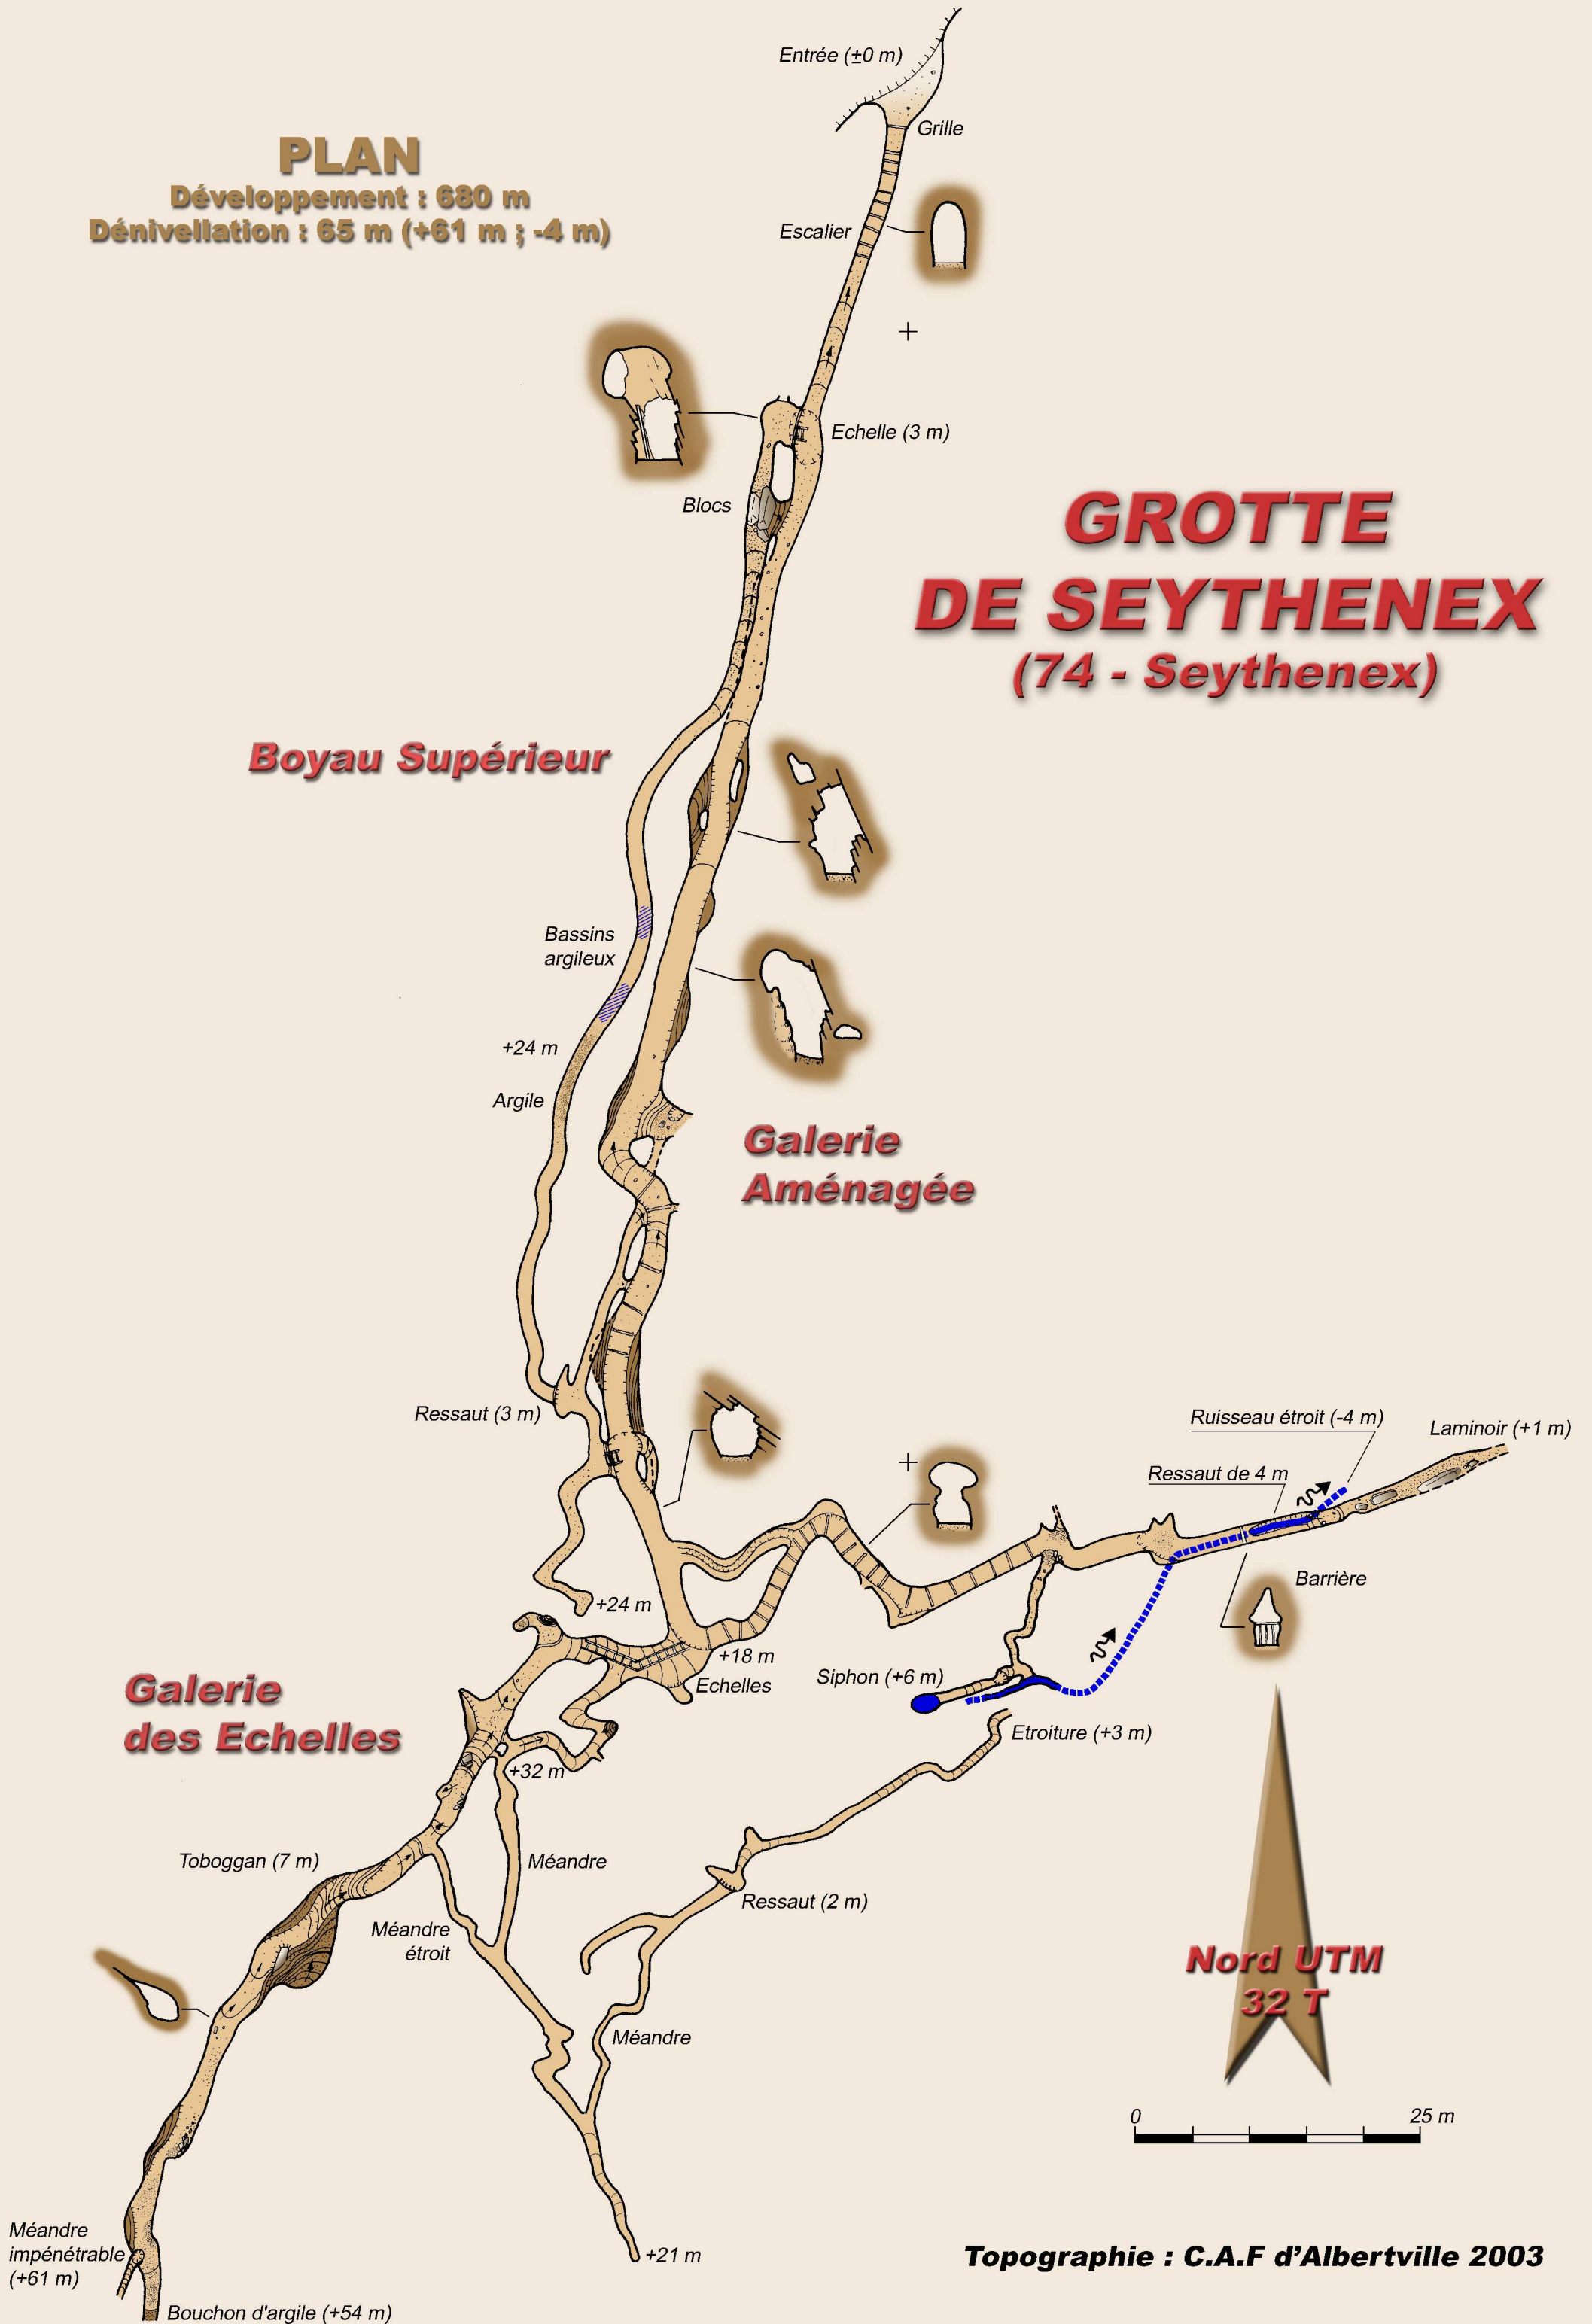 Entrée (±0 m)
Grille
PLAN
Développement : 680 m
Dénivellation : 65 m (+61 m ; -4 m)
Escalier
Echelle (3 m)
Blocs
GROTTE
DE SEYTHENEX
(74 - Seythenex)
Boyau Supérieur
Bassins
argileux
+24 m
Argile
Galerie
Aménagée
Ressaut (3 m)
Ruisseau étroit (-4 m)
Laminoir (+1 m)
Ressaut de 4 m
Barrière
+24 m
+18 m
Echelles
Siphon (+6 m)
Galerie
des Echelles
Etroiture (+3 m)
+32 m
Toboggan (7 m)
Méandre
Ressaut (2 m)
Méandre
étroit
Nord UTM
32 T
Méandre
0
25 m
Méandre
impénétrable
(+61 m)
+21 m
Topographie : C.A.F d'Albertville 2003
Bouchon d'argile (+54 m)